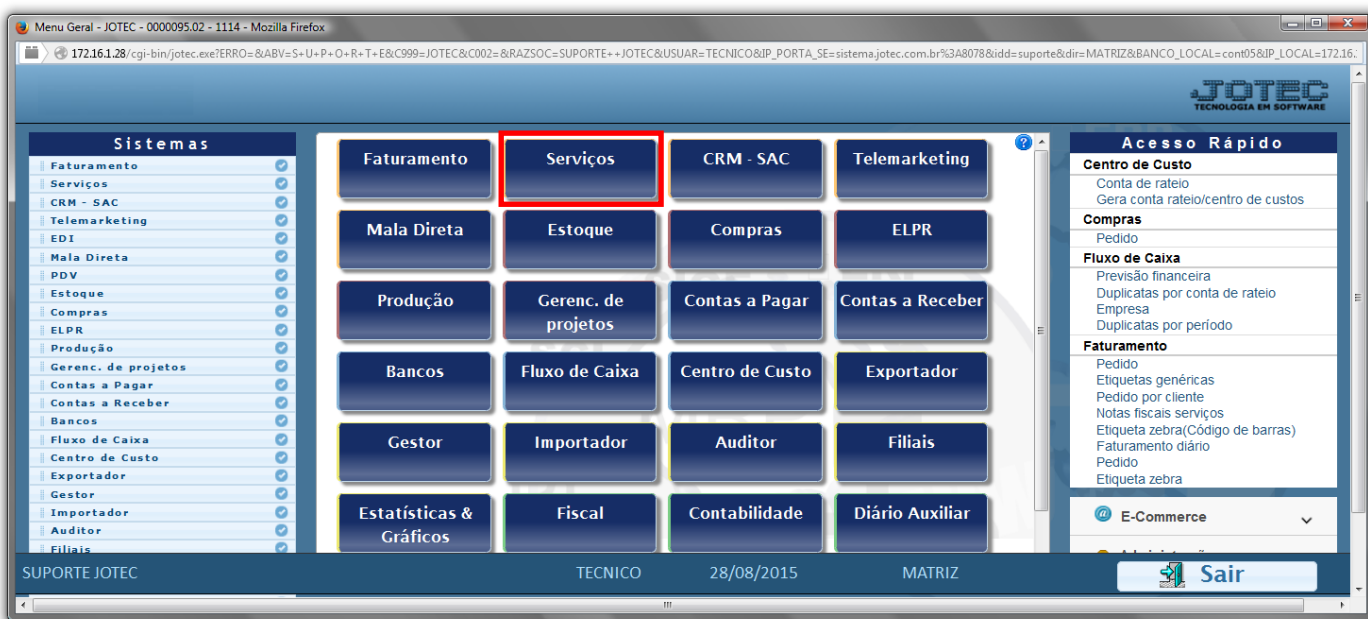 Menu Geral - JOTEC - 0000095.02 - 1114 - Mozilla Firefox
172.16.1.28/cgi-bin/jotec.exe?ERRO=&ABV=S+U+P+O+R+T+E&C999=JOTEC&C002=&RAZSOC=SUPORTE++JOTEC&USUAR=TECNICO&IP_PORTA_SE=sistema.jotec.com.br%3A8078&idd=suporte&dir=MATRIZ&BANCO_LOCAL=cont05&IP_LOCAL=172.16.
JOTEC
TECNOLOGIA EM SOFTWARE
Sistemas
Faturamento
Serviços
CRM - SAC
Telemarketing
EDI
Mala Direta
PDV
Estoque
Compras
ELPR
Produção
Gerenc. de projetos
Contas a Pagar
Contas a Receber
Bancos
Fluxo de Caixa
Centro de Custo
Exportador
Gestor
Importador
Auditor
Filiais
Faturamento
Serviços
CRM - SAC
Telemarketing
Mala Direta
Estoque
Compras
ELPR
Produção
Gerenc. de
projetos
Contas a Pagar
Contas a Receber
Bancos
Fluxo de Caixa
Centro de Custo
Exportador
Gestor
Importador
Auditor
Filiais
Estatísticas &
Gráficos
Fiscal
Contabilidade
Diário Auxiliar
Acesso Rápido
Centro de Custo
Conta de rateio
Gera conta rateio/centro de custos
Compras
Pedido
Fluxo de Caixa
Previsão financeira
Duplicatas por conta de rateio
Empresa
Duplicatas por período
Faturamento
Pedido
Etiquetas genéricas
Pedido por cliente
Notas fiscais serviços
Etiqueta zebra(Código de barras)
Faturamento diário
Pedido
Etiqueta zebra
E-Commerce
SUPORTE JOTEC
TECNICO
28/08/2015
MATRIZ
Sair